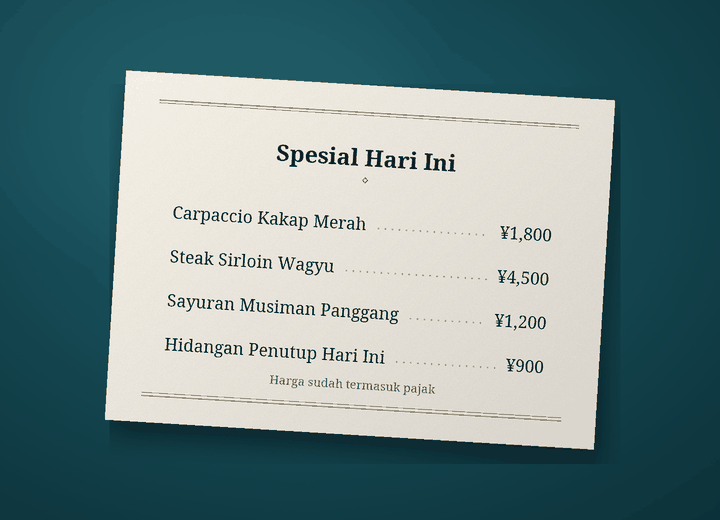 Spesial Hari Ini
Carpaccio Kakap Merah ¥1,800
Steak Sirloin Wagyu ¥4,500
Sayuran Musiman Panggang ¥1,200
Hidangan Penutup Hari Ini ¥900
Harga sudah termasuk pajak